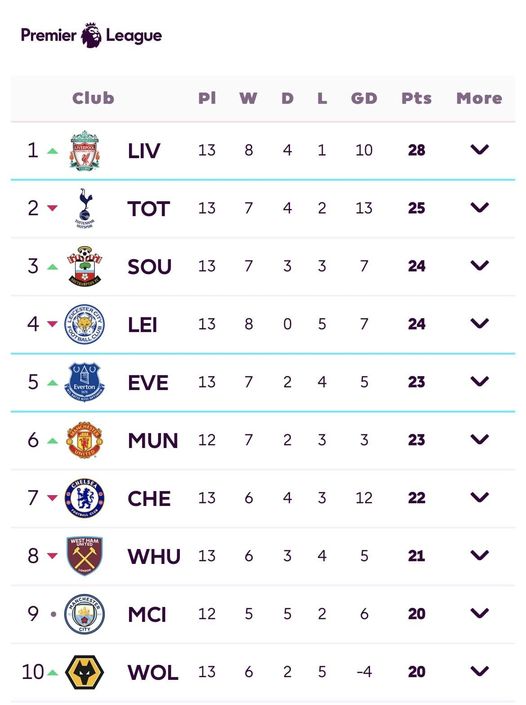 Premier League
Club Pl W D L GD Pts More
1 LIV 13 8 4 1 10 28
2 TOT 13 7 4 2 13 25
3 SOU 13 7 3 3 7 24
4 LEI 13 8 0 5 7 24
5 EVE 13 7 2 4 5 23
6 MUN 12 7 2 3 3 23
7 CHE 13 6 4 3 12 22
8 WHU 13 6 3 4 5 21
9 MCI 12 5 5 2 6 20
10 WOL 13 6 2 5 -4 20